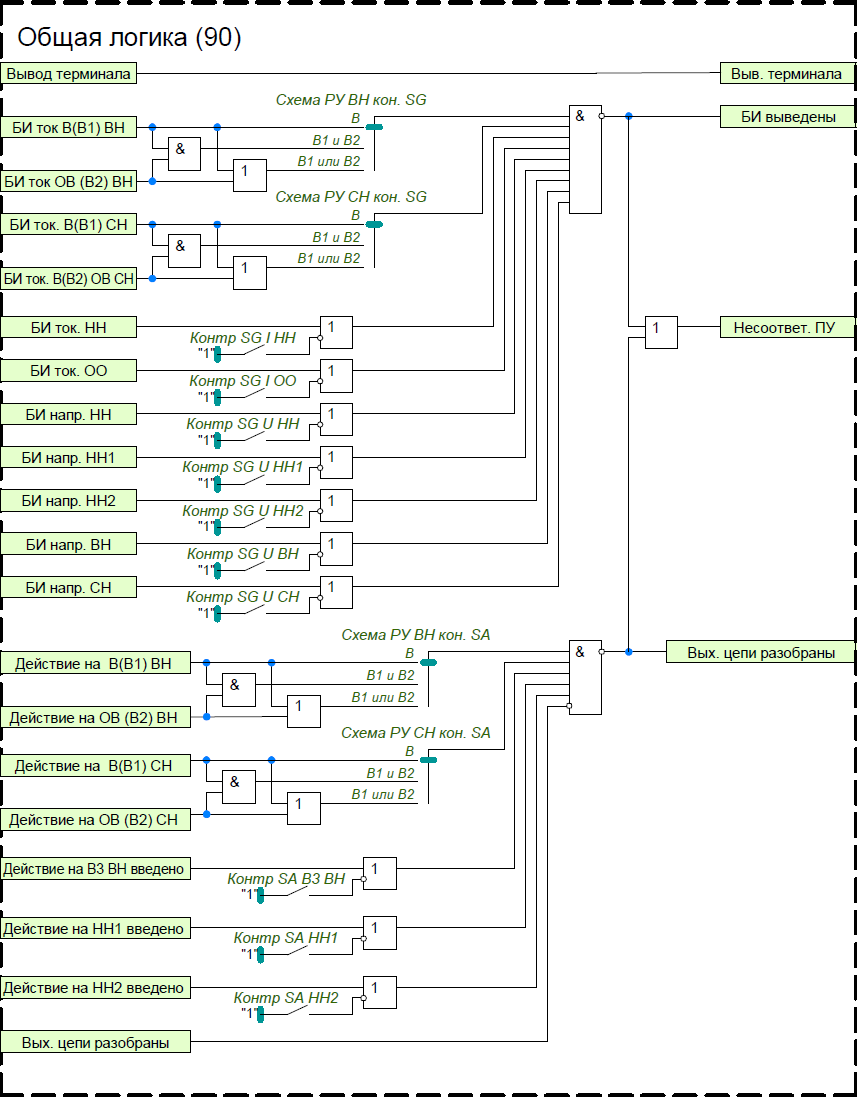 Общая логика (90)
Вывод терминала
Выв. терминала
Схема РУ ВН кон. SG
В
&
БИ выведены
БИ ток В(В1) ВН
В1 и В2
&
В1 или В2
1
БИ ток ОВ (В2) ВН
Схема РУ СН кон. SG
В
БИ ток. В(В1) СН
В1 и В2
&
В1 или В2
1
БИ ток. В(В2) ОВ СН
БИ ток. НН
1
1
Несоответ. ПУ
Контр SG I НН
"1"
БИ ток. ОО
1
Контр SG I ОО
"1"
БИ напр. НН
1
Контр SG U НН
"1"
БИ напр. НН1
1
Контр SG U НН1
"1"
БИ напр. НН2
1
Контр SG U НН2
"1"
БИ напр. ВН
1
Контр SG U ВН
"1"
БИ напр. СН
1
Контр SG U СН
"1"
Схема РУ ВН кон. SA
В
&
Вых. цепи разобраны
Действие на В(В1) ВН
В1 и В2
&
В1 или В2
1
Действие на ОВ (В2) ВН
Схема РУ СН кон. SA
В
Действие на В(В1) СН
В1 и В2
&
В1 или В2
1
Действие на ОВ (В2) СН
Действие на В3 ВН введено
1
Контр SA В3 ВН
"1"
Действие на НН1 введено
1
Контр SA НН1
"1"
Действие на НН2 введено
1
Контр SA НН2
"1"
Вых. цепи разобраны